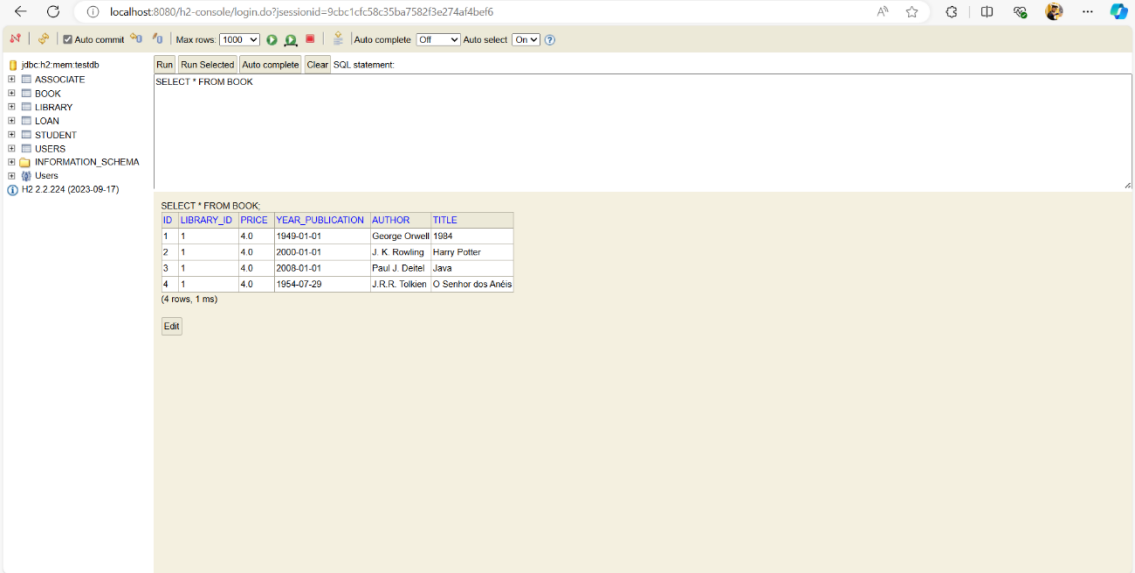 localhost:8080/h2-console/login.do?jsessionid=9cbc1cfc58c35ba7582f3e274af4bef6
Auto commit Max rows: 1000 Auto complete Off Auto select On
jdbc:h2:mem:testdb
ASSOCIATE
BOOK
LIBRARY
LOAN
STUDENT
USERS
INFORMATION_SCHEMA
Users
H2 2.2.224 (2023-09-17)
Run Run Selected Auto complete Clear SQL statement:
SELECT * FROM BOOK
SELECT * FROM BOOK;
ID LIBRARY_ID PRICE YEAR_PUBLICATION AUTHOR TITLE
1 1 4.0 1949-01-01 George Orwell 1984
2 1 4.0 2000-01-01 J. K. Rowling Harry Potter
3 1 4.0 2008-01-01 Paul J. Deitel Java
4 1 4.0 1954-07-29 J.R.R. Tolkien O Senhor dos Anéis
(4 rows, 1 ms)
Edit